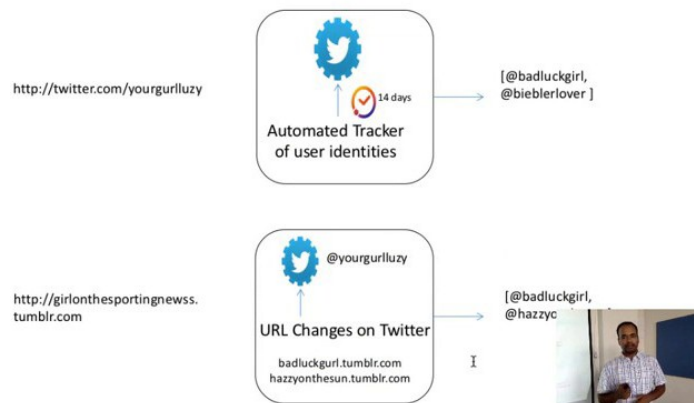 http://twitter.com/yourgurlluzy
14 days
Automated Tracker
of user identities
[@badluckgirl,
@bieblerlover ]
http://girlonthesportingnewss.
tumblr.com
@yourgurlluzy
URL Changes on Twitter
badluckgurl.tumblr.com
hazzyonthesun.tumblr.com
[@badluckgirl,